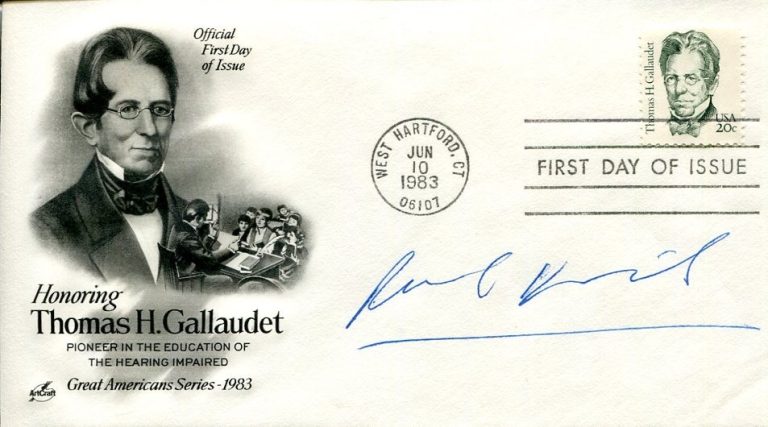 Official
First Day
of Issue
Thomas H. Gallaudet
USA
20c
WEST HARTFORD, CT
JUN
10
1983
06107
FIRST DAY OF ISSUE
Honoring
Thomas H. Gallaudet
PIONEER IN THE EDUCATION OF
THE HEARING IMPAIRED
Great Americans Series - 1983
ArtCraft